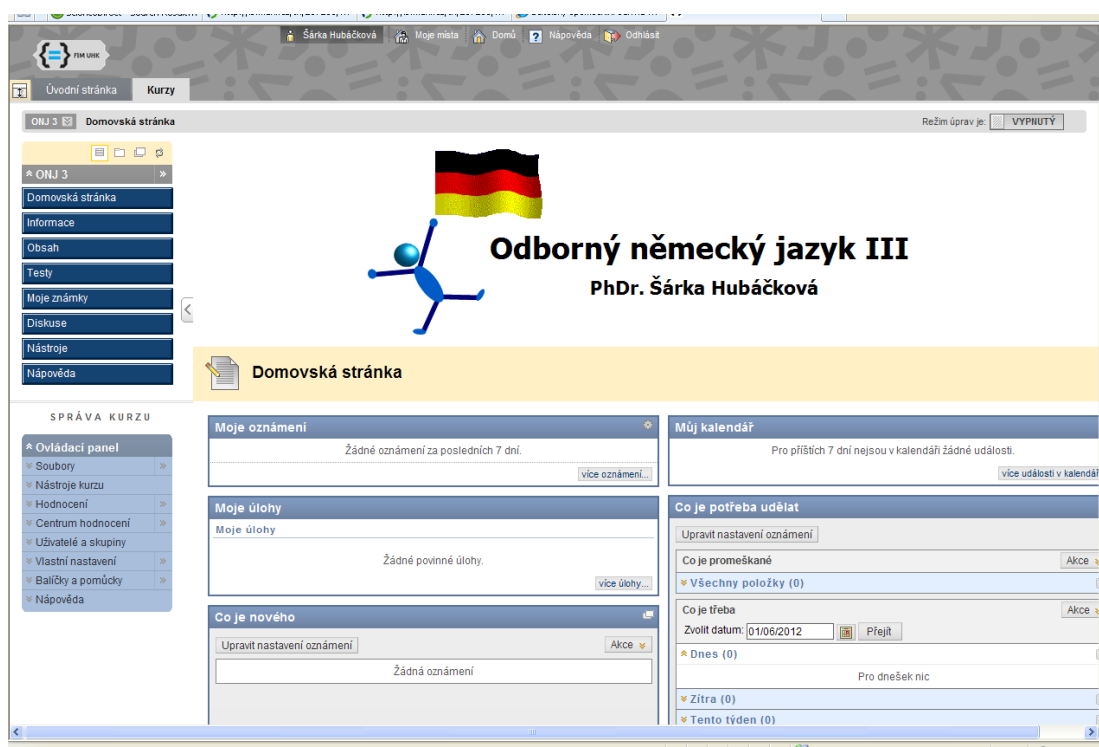 FIM UHK
Šárka Hubáčková Moje místa Domů Nápověda Odhlásit
Úvodní stránka Kurzy
ONJ 3 Domovská stránka
Režim úprav je: VYPNUTÝ
ONJ 3
Domovská stránka
Informace
Obsah
Testy
Moje známky
Diskuse
Nástroje
Nápověda
SPRÁVA KURZU
Ovládací panel
Soubory
Nástroje kurzu
Hodnocení
Centrum hodnocení
Uživatelé a skupiny
Vlastní nastavení
Balíčky a pomůcky
Nápověda
Odborný německý jazyk III
PhDr. Šárka Hubáčková
Domovská stránka
Moje oznámení
Žádné oznámení za posledních 7 dní.
více oznámení...
Moje úlohy
Moje úlohy
Žádné povinné úlohy.
více úlohy...
Co je nového
Upravit nastavení oznámení Akce
Žádná oznámení
Můj kalendář
Pro příštích 7 dní nejsou v kalendáři žádné události.
více události v kalendář
Co je potřeba udělat
Upravit nastavení oznámení
Co je promeškané Akce
Všechny položky (0)
Co je třeba Akce
Zvolit datum: 01/06/2012 Přejít
Dnes (0)
Pro dnešek nic
Zítra (0)
Tento týden (0)